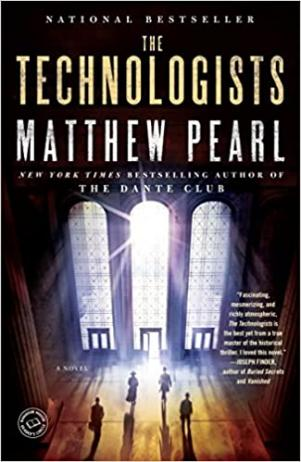 NATIONAL BESTSELLER
THE
TECHNOLOGISTS
MATTHEW PEARL
NEW YORK TIMES BESTSELLING AUTHOR OF
THE DANTE CLUB
"Fascinating,
mesmerizing, and
richly atmospheric,
The Technologists is
the best yet from a true
master of the historical
thriller. I loved this novel."
—JOSEPH FINDER,
author of Buried Secrets
and Vanished
A NOVEL